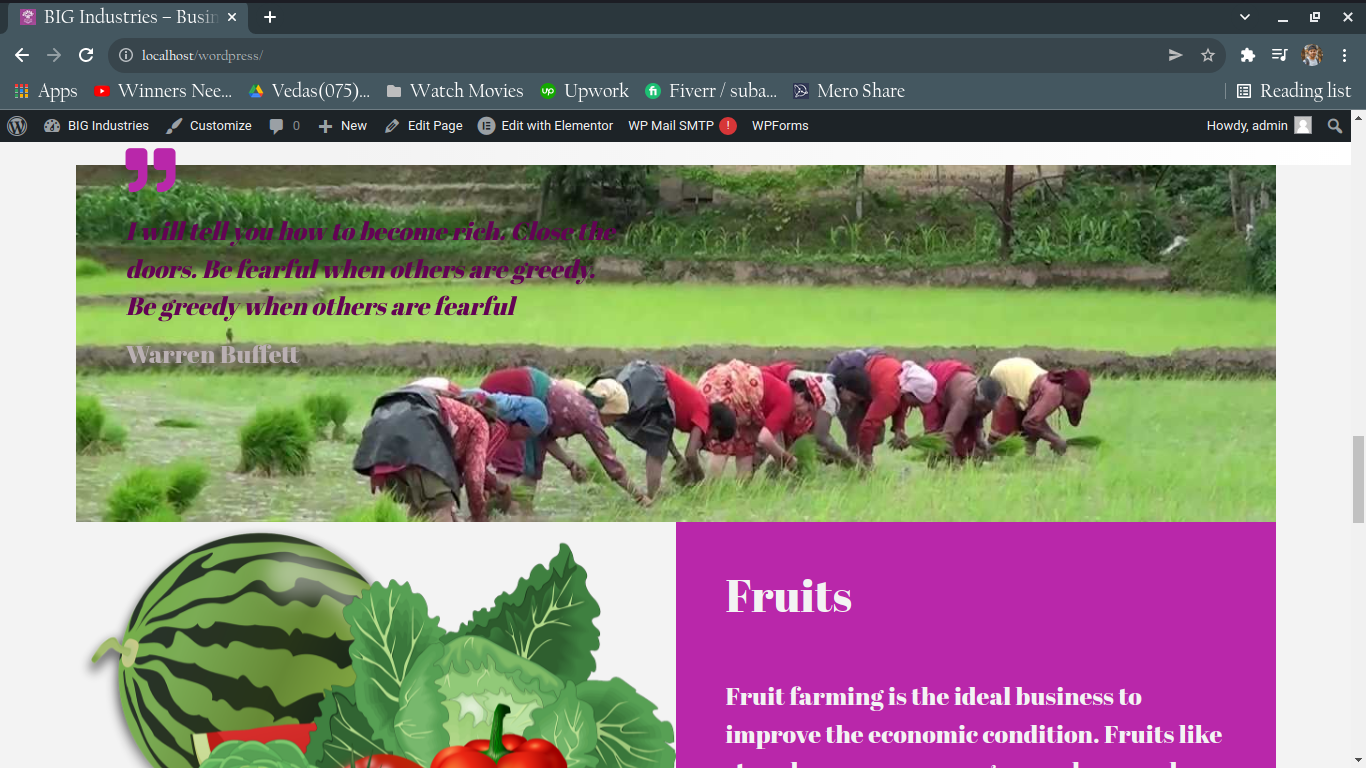 BIG Industries – Busin
localhost/wordpress/
Apps
Winners Nee...
Vedas(075)...
Watch Movies
Upwork
Fiverr / suba...
Mero Share
Reading list
BIG Industries
Customize
0
New
Edit Page
Edit with Elementor
WP Mail SMTP !
WPForms
Howdy, admin
I will tell you how to become rich. Close the
doors. Be fearful when others are greedy.
Be greedy when others are fearful
Warren Buffett
Fruits
Fruit farming is the ideal business to
improve the economic condition. Fruits like